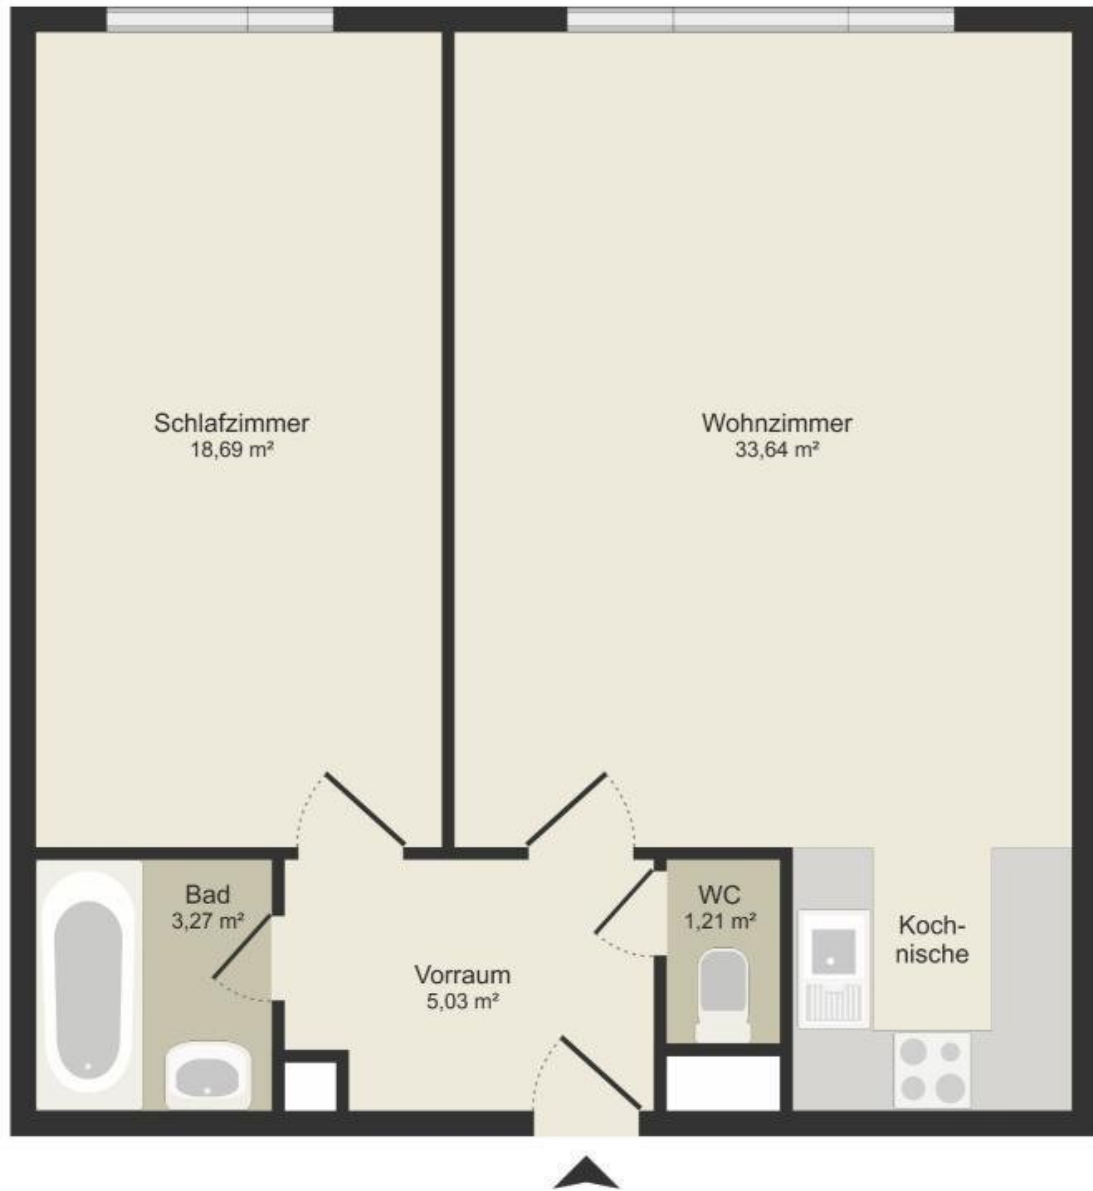 Schlafzimmer
18,69 m²
Wohnzimmer
33,64 m²
Bad
3,27 m²
WC
1,21 m²
Koch-
nische
Vorraum
5,03 m²